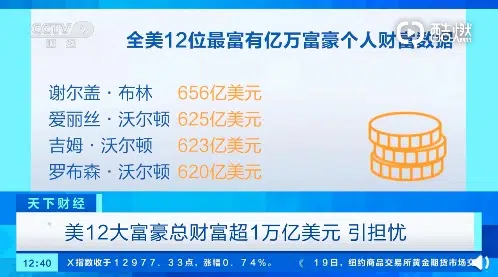 CCTV
财经
酷燃
全美12位最富有亿万富豪个人财富数据
谢尔盖·布林 656亿美元
爱丽丝·沃尔顿 625亿美元
吉姆·沃尔顿 623亿美元
罗布森·沃尔顿 620亿美元
天下财经
美12大富豪总财富超1万亿美元 引担忧
12:40 X指数收于12977.33点，涨幅0.74%。 《 19日，纽约商品交易所黄金期货市场交